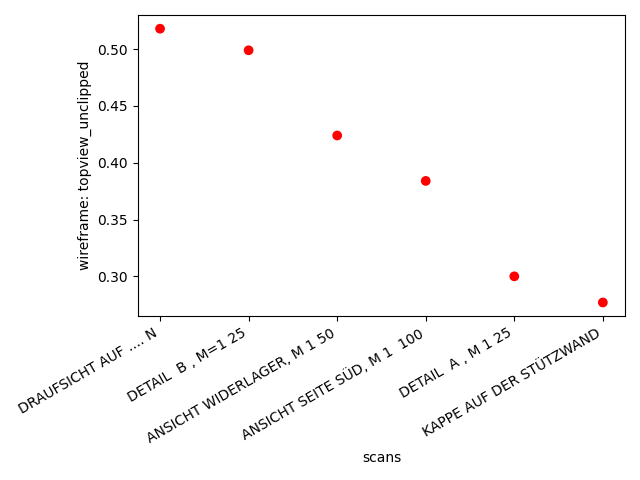 wireframe: topview_unclipped
0.50
0.45
0.40
0.35
0.30
DRAUFSICHT AUF .... N
DETAIL  B , M=1 25
ANSICHT WIDERLAGER, M 1 50
ANSICHT SEITE SÜD, M 1  100
DETAIL  A , M 1 25
KAPPE AUF DER STÜTZWAND
scans